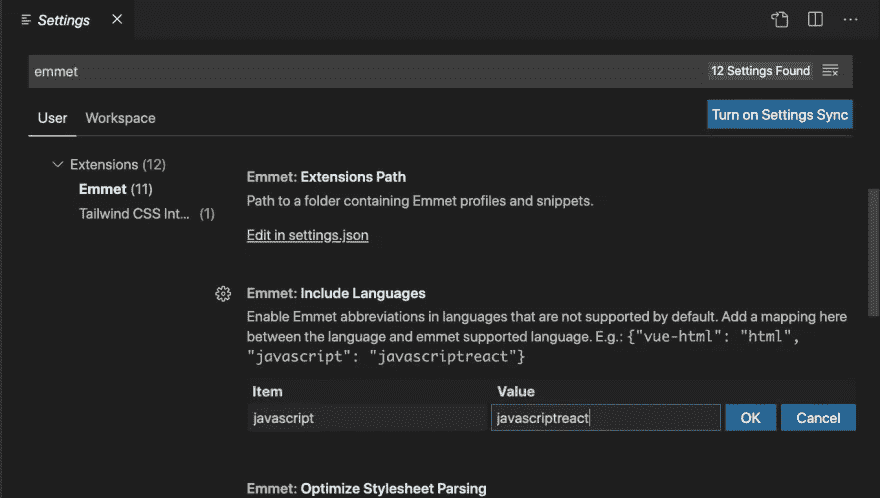 Settings
emmet
12 Settings Found
User Workspace
Turn on Settings Sync
Extensions (12)
Emmet (11)
Tailwind CSS Int... (1)
Emmet: Extensions Path
Path to a folder containing Emmet profiles and snippets.
Edit in settings.json
Emmet: Include Languages
Enable Emmet abbreviations in languages that are not supported by default. Add a mapping here
between the language and emmet supported language. E.g.: {"vue-html": "html",
"javascript": "javascriptreact"}
Item Value
javascript javascriptreact OK Cancel
Emmet: Optimize Stylesheet Parsing